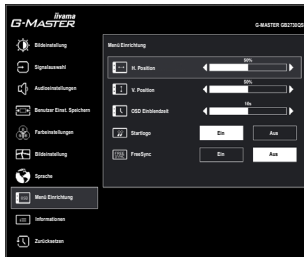 iiyama
G-MASTER
G-MASTER GB2730QS
Bildeinstellung
Signalauswahl
Audioeinstellungen
Benutzer Einst. Speichern
Farbeinstellungen
Bildeinstellung
Sprache
Menü Einrichtung
Informationen
Zurücksetzen
Menü Einrichtung
H. Position
50%
V. Position
50%
OSD Einblendzeit
10s
Startlogo
Ein
Aus
FreeSync
Ein
Aus